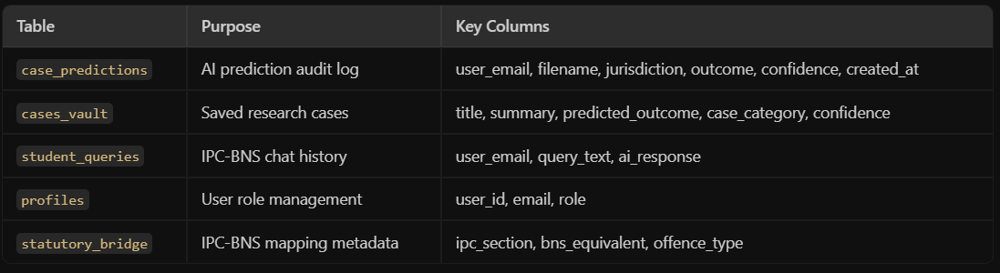 Table Purpose Key Columns
case_predictions AI prediction audit log user_email, filename, jurisdiction, outcome, confidence, created_at
cases_vault Saved research cases title, summary, predicted_outcome, case_category, confidence
student_queries IPC-BNS chat history user_email, query_text, ai_response
profiles User role management user_id, email, role
statutory_bridge IPC-BNS mapping metadata ipc_section, bns_equivalent, offence_type